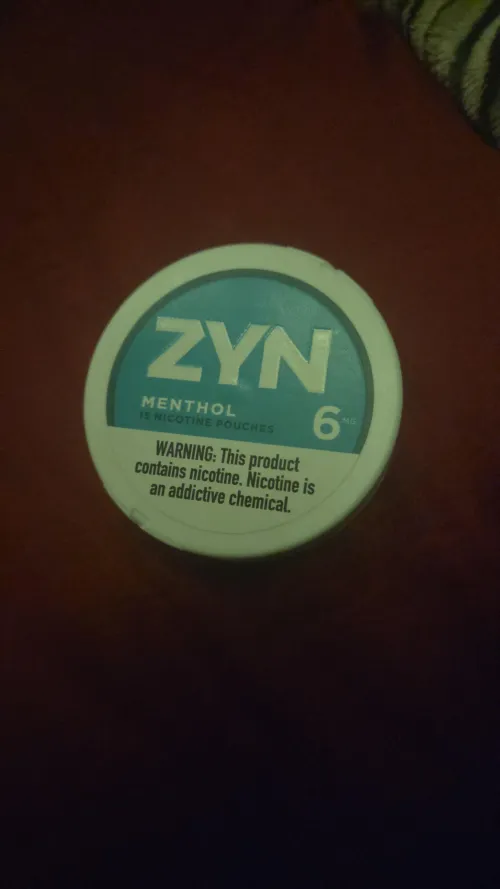 ZYN
MENTHOL
15 NICOTINE POUCHES
6 MG
WARNING: This product
contains nicotine. Nicotine is
an addictive chemical.